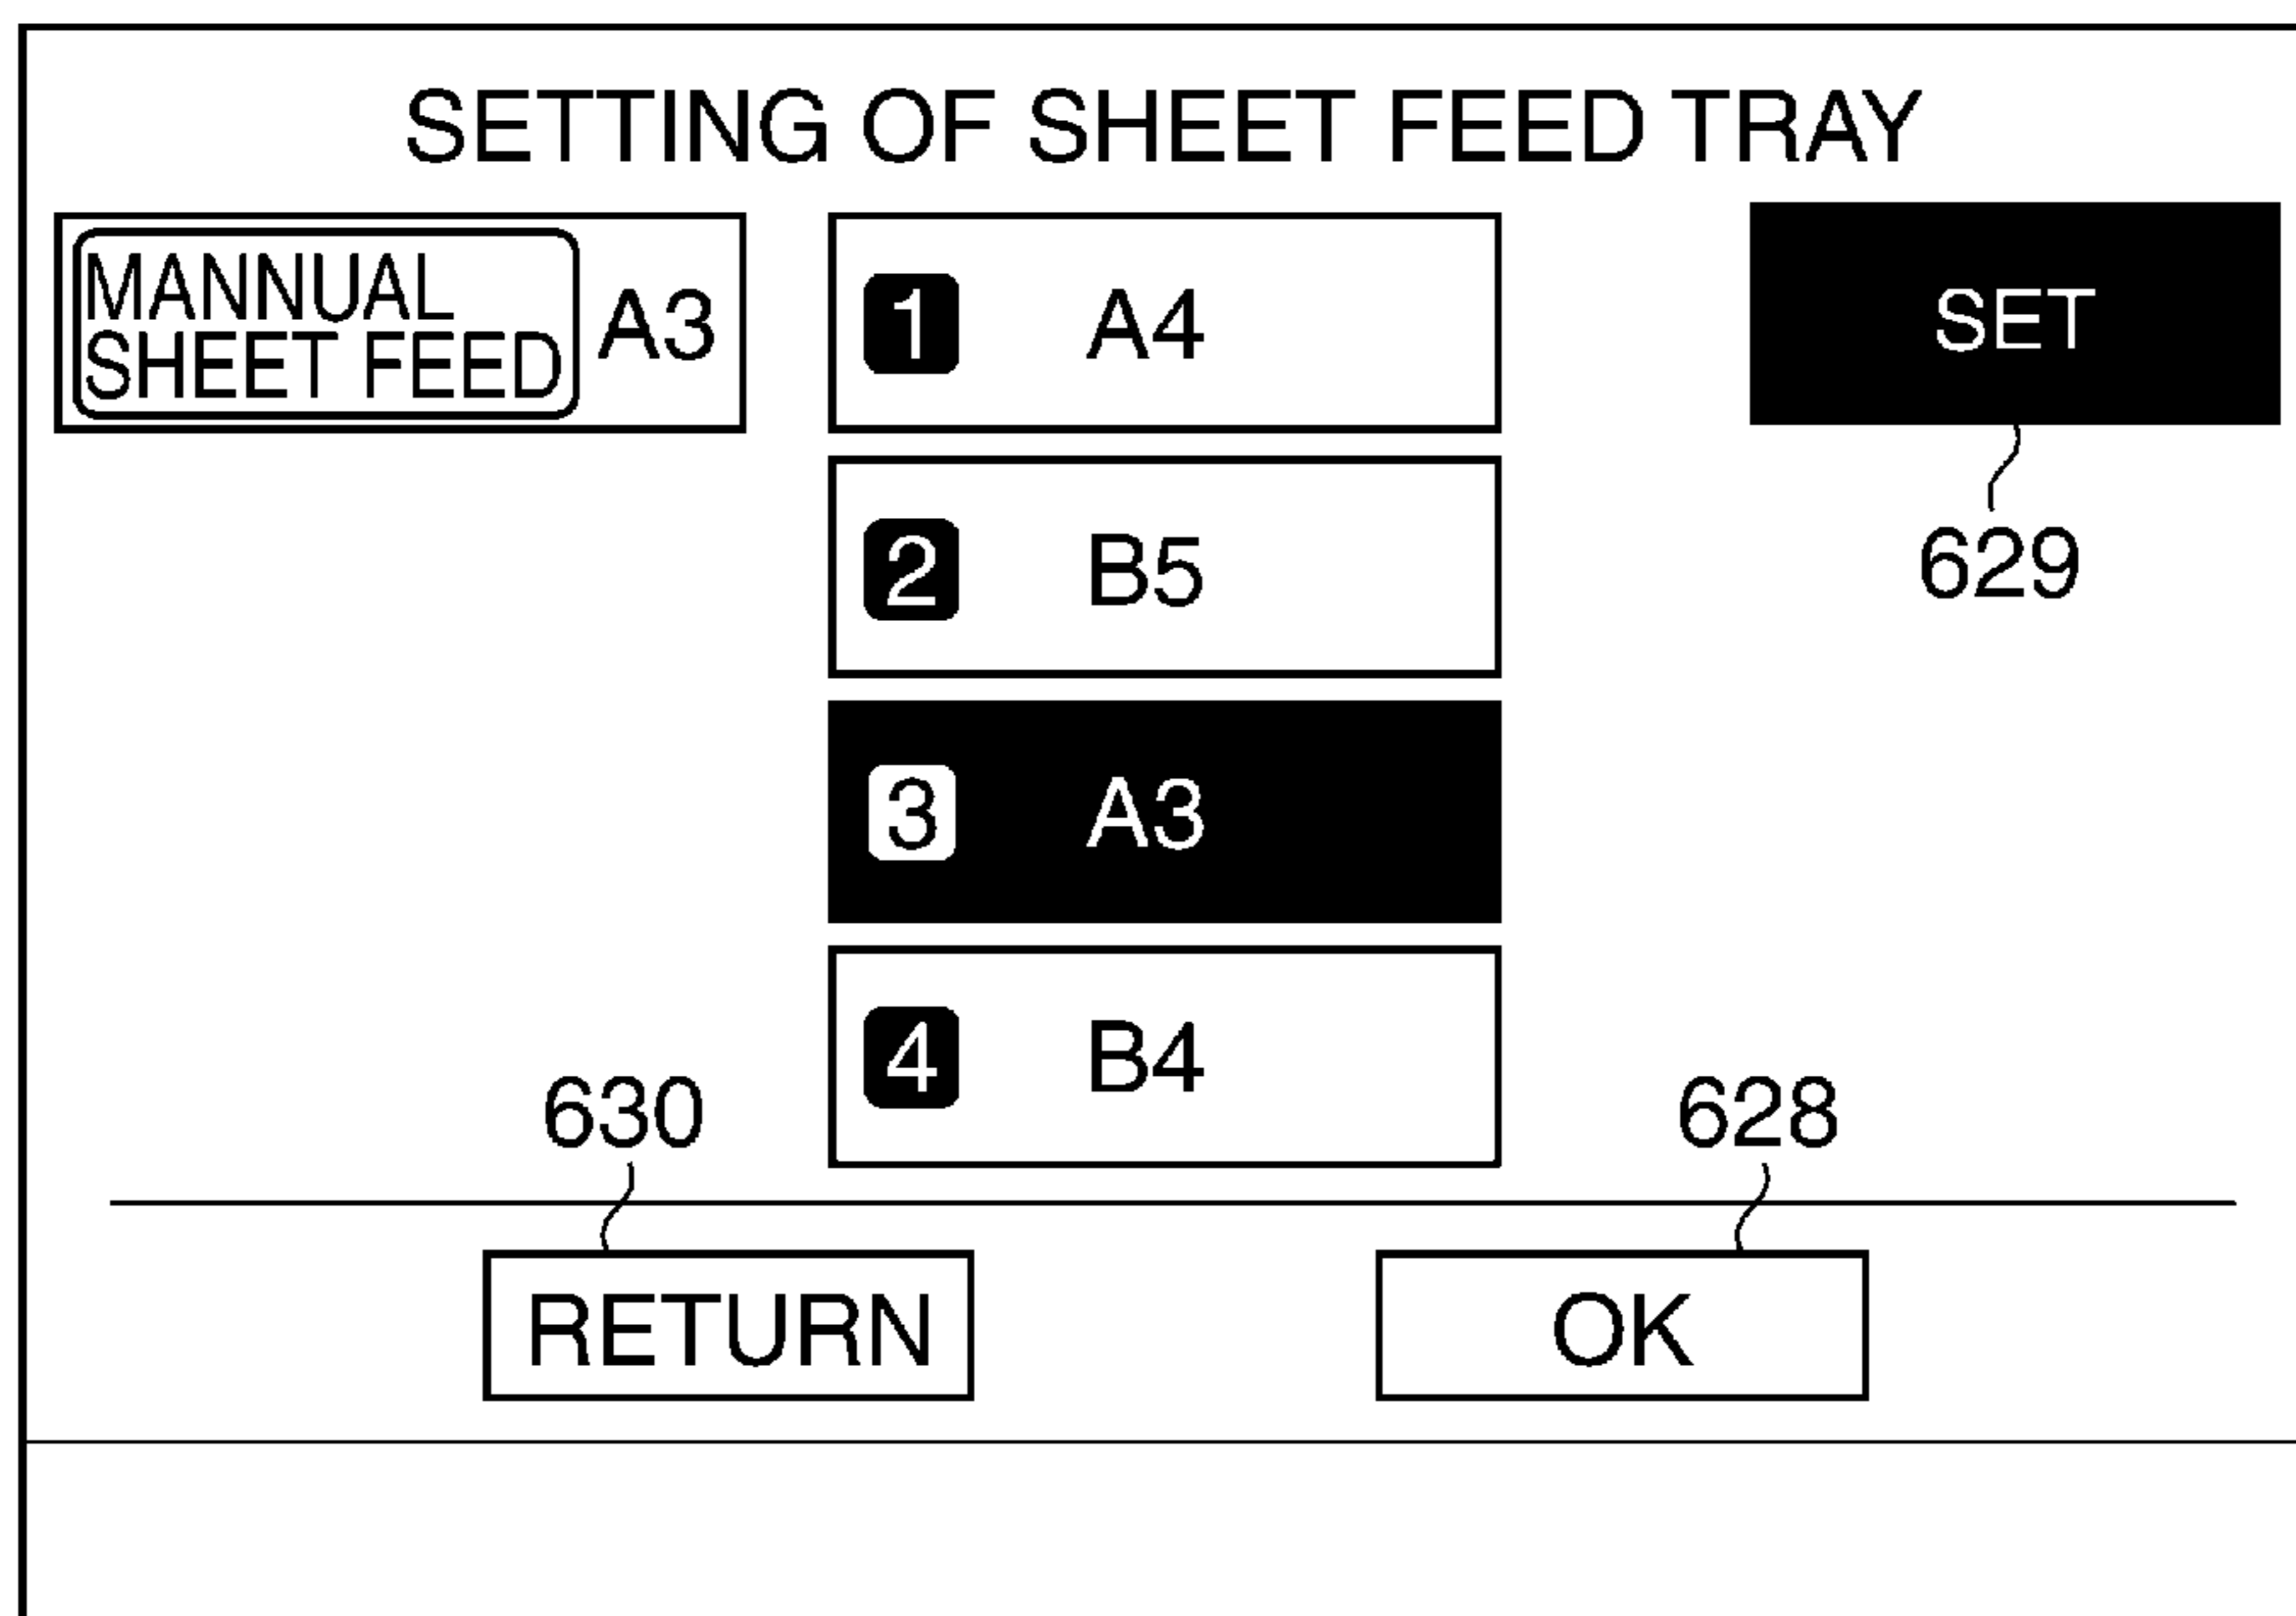 SETTING OF SHEET FEED TRAY
MANNUAL
SHEET FEED
A3
1 A4
SET
629
2 B5
3 A3
4 B4
630
628
RETURN
OK